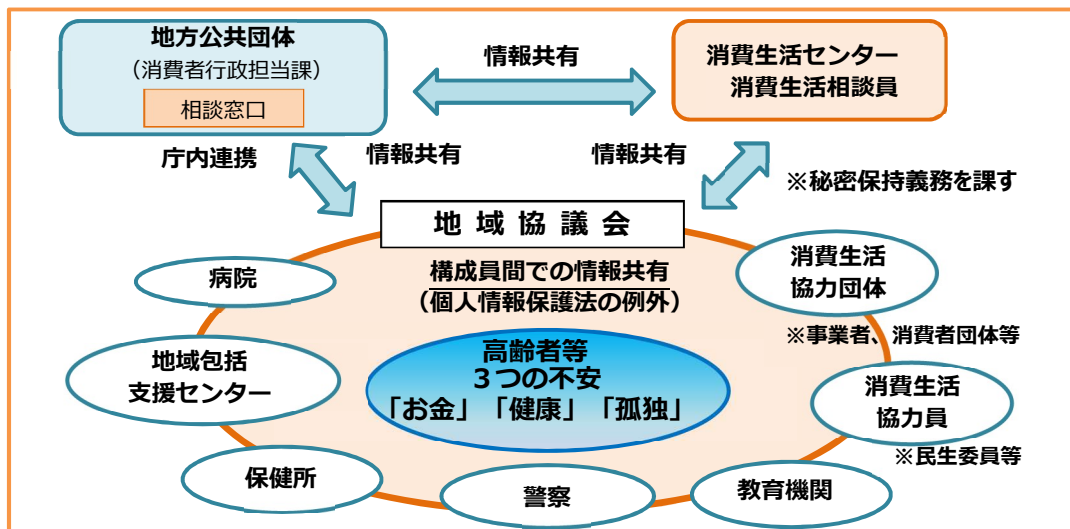 地方公共団体
（消費者行政担当課）
相談窓口
情報共有
消費生活センター
消費生活相談員
庁内連携
情報共有
情報共有
※秘密保持義務を課す
地域協議会
構成員間での情報共有
（個人情報保護法の例外）
病院
消費生活
協力団体
※事業者、消費者団体等
地域包括
支援センター
高齢者等
３つの不安
「お金」「健康」「孤独」
消費生活
協力員
※民生委員等
保健所
警察
教育機関